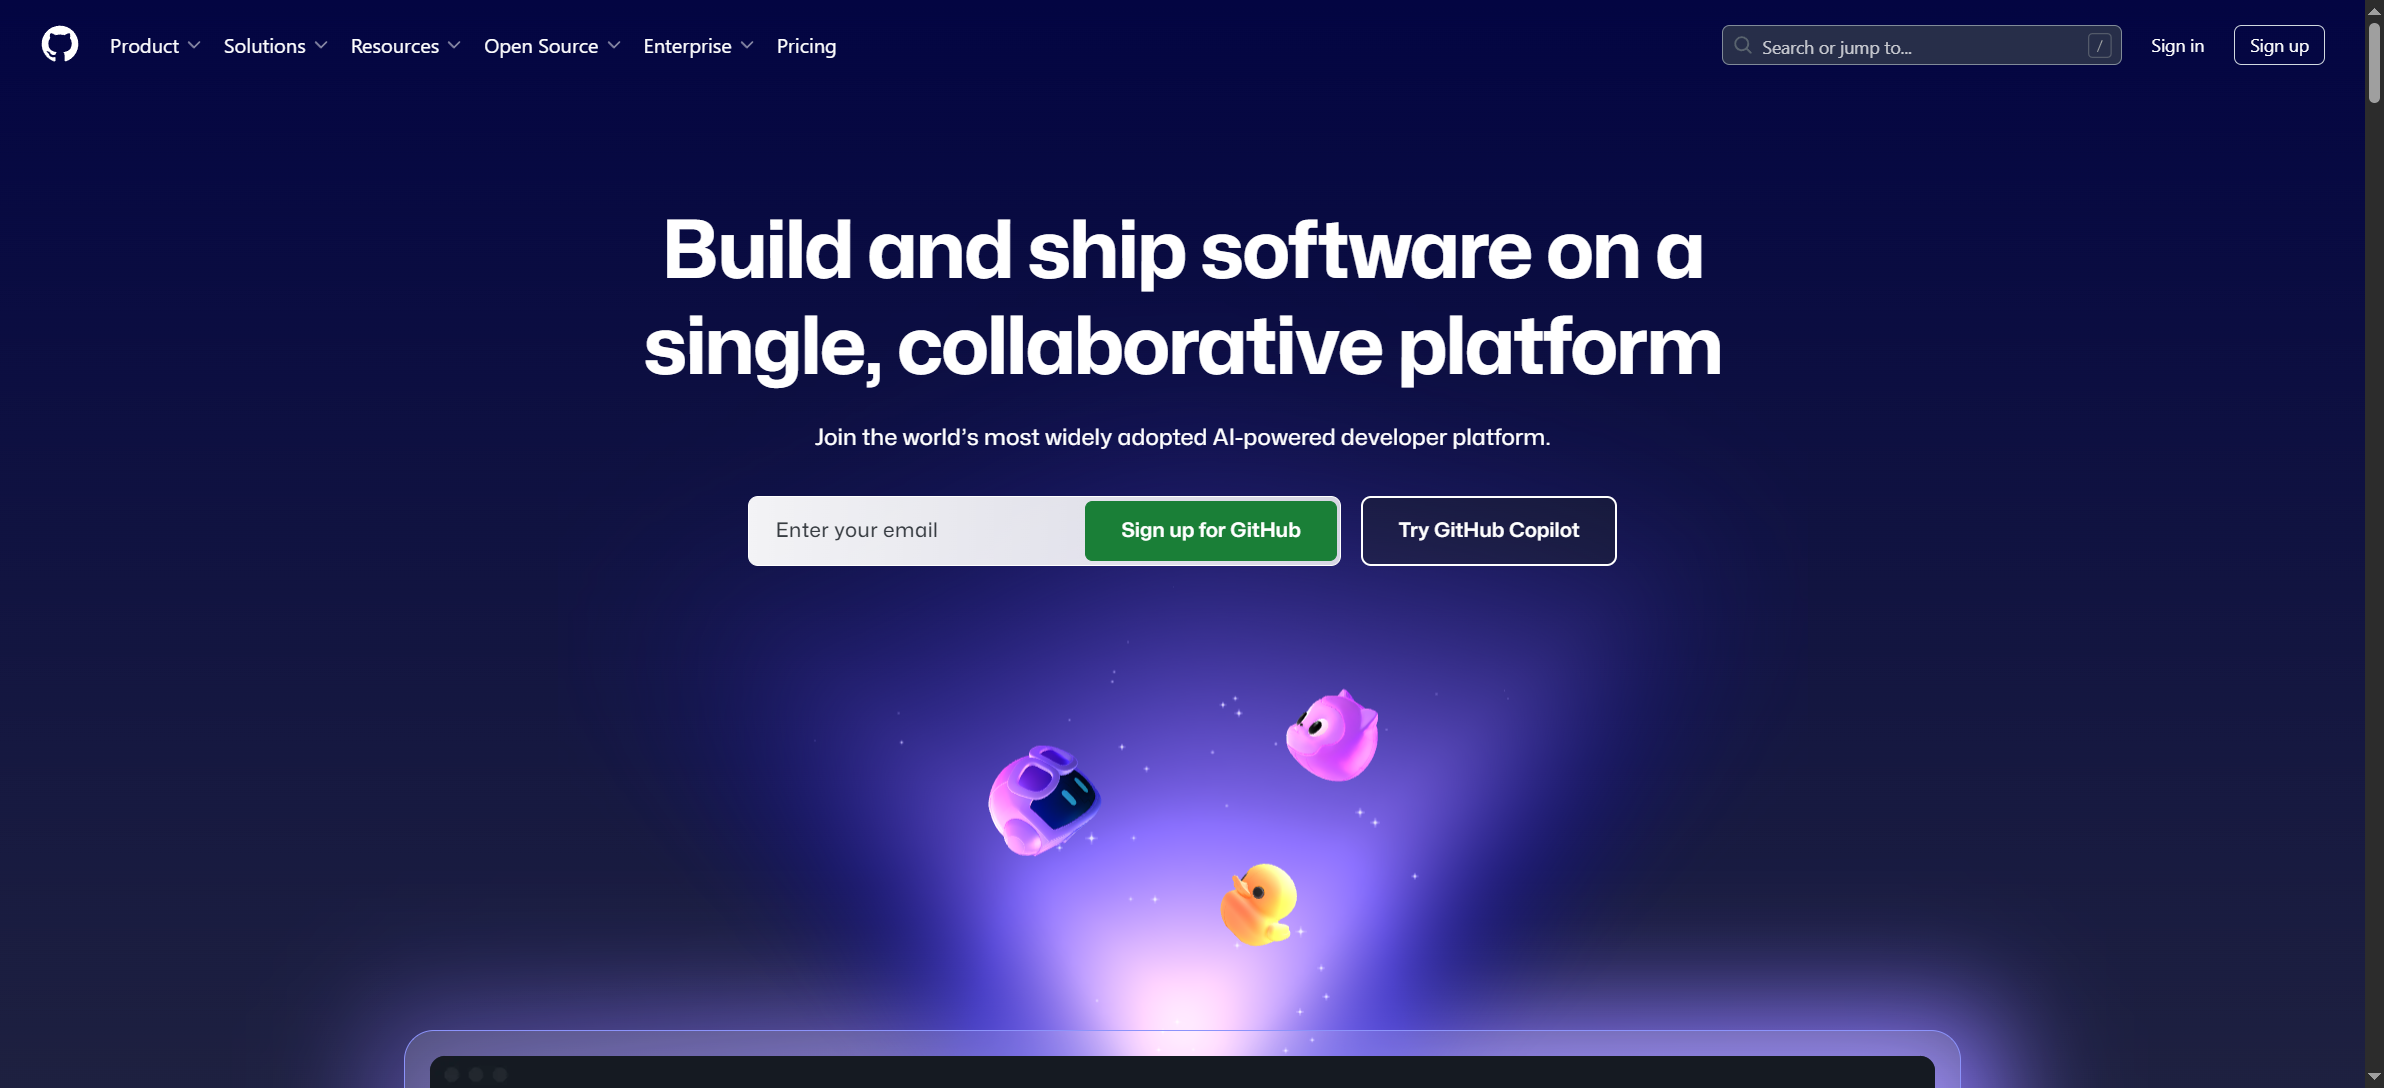 Product
Solutions
Resources
Open Source
Enterprise
Pricing
Search or jump to...
/
Sign in
Sign up
Build and ship software on a
single, collaborative platform
Join the world’s most widely adopted AI-powered developer platform.
Enter your email
Sign up for GitHub
Try GitHub Copilot